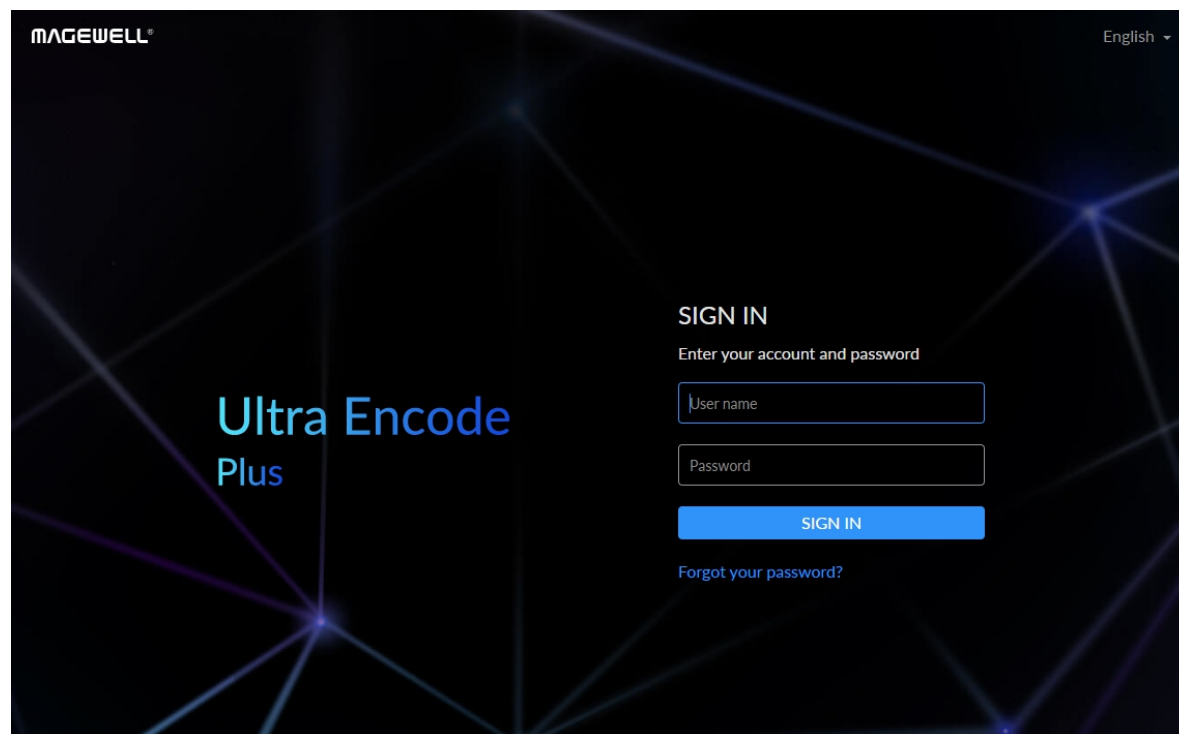 MAGEWELL®
English
SIGN IN
Enter your account and password
User name
Ultra Encode
Plus
Password
SIGN IN
Forgot your password?